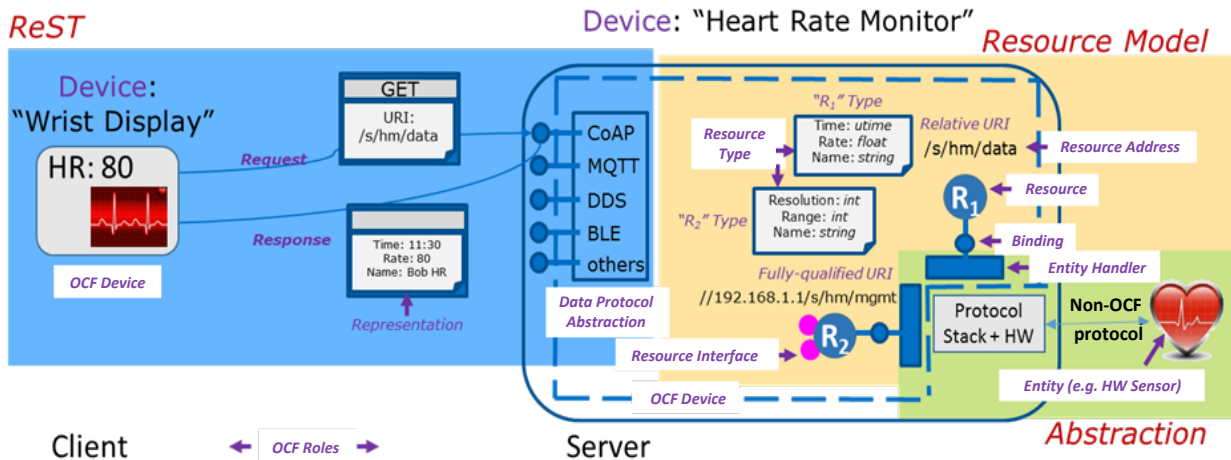 ReST
Device: “Heart Rate Monitor”
Resource Model
Device:
“Wrist Display”
HR: 80
OCF Device
Request
Response
GET
URI:
/s/hm/data
Time: 11:30
Rate: 80
Name: Bob HR
Representation
CoAP
MQTT
DDS
BLE
others
Data Protocol
Abstraction
“R1” Type
Time: utime
Rate: float
Name: string
Relative URI
/s/hm/data
Resource Address
Resource
Type
“R2” Type
Resolution: int
Range: int
Name: string
R1
Resource
Binding
Entity Handler
Fully-qualified URI
//192.168.1.1/s/hm/mgmt
R2
Resource Interface
OCF Device
Protocol
Stack + HW
Non-OCF
protocol
Entity (e.g. HW Sensor)
Abstraction
Client
OCF Roles
Server